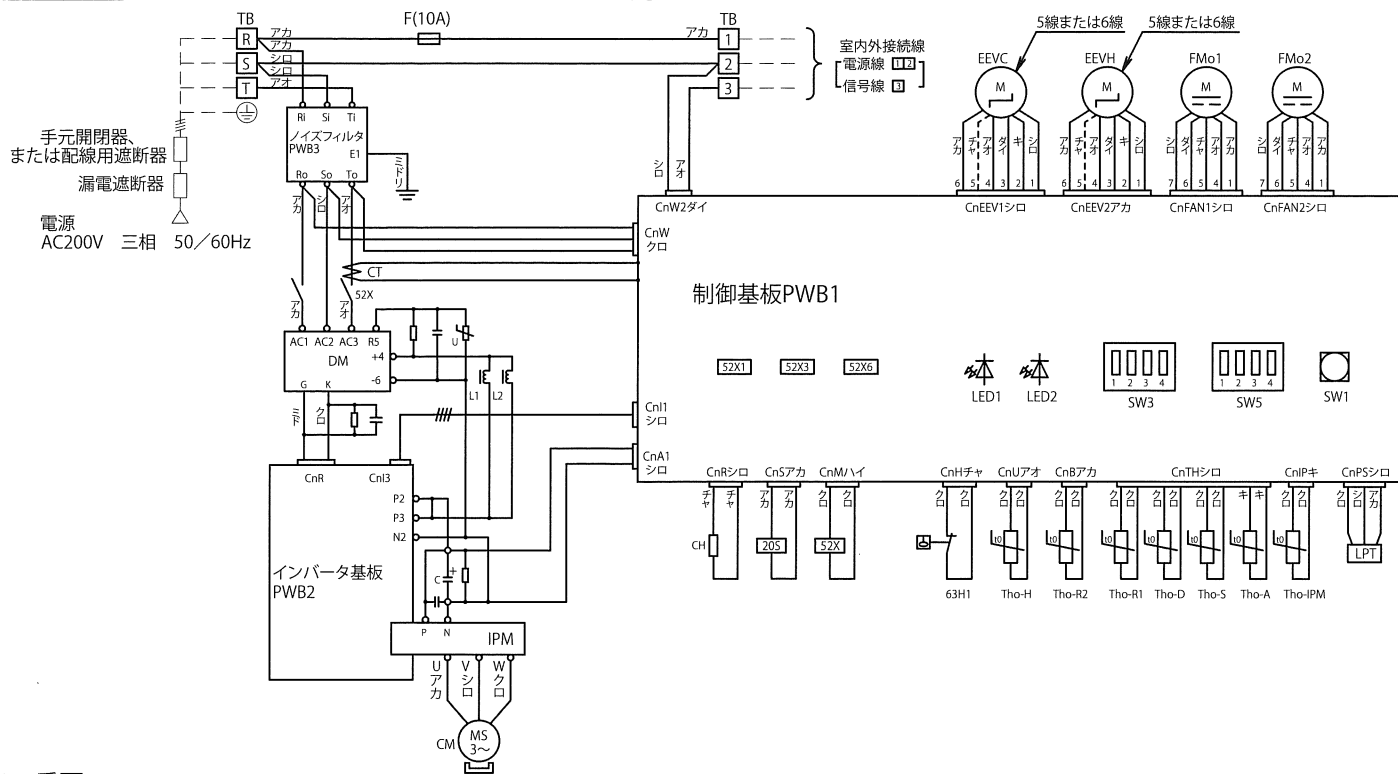 TB
F(10A)
TB
5線または6線
5線または6線
R
アカ
アカ
アカ
1
S
シロ
シロ
2
T
アオ
3
室内外接続線
電源線 1 2
信号線 3
EEVC
EEVH
FMo1
FMo2
M
M
M
M
手元開閉器、
または配線用遮断器
漏電遮断器
電源
AC200V 三相 50／60Hz
Ri Si Ti
ノイズフィルタ
PWB3
E1
ミドリ
Ro So To
アカ
シロ
アオ
シロ
アオ
アカ
チャ
アオ
ダイ
キ
シロ
6 5 4 3 2 1
アカ
チャ
アオ
ダイ
キ
シロ
6 5 4 3 2 1
シロ
ダイ
チャ
アオ
アカ
7 6 5 4 1
シロ
ダイ
チャ
アオ
アカ
7 6 5 4 1
CnW2ダイ
CnEEV1シロ
CnEEV2アカ
CnFAN1シロ
CnFAN2シロ
CnW
クロ
CT
52X
アカ
アオ
制御基板PWB1
AC1 AC2 AC3 R5
DM
+4
-6
G K
U
L1 L2
ミド
クロ
52X1
52X3
52X6
LED1
LED2
1 2 3 4
SW3
1 2 3 4
SW5
SW1
CnI1
シロ
CnA1
シロ
CnR
CnI3
P2
P3
N2
インバータ基板
PWB2
C
+
P N
IPM
U
アカ
V
シロ
W
クロ
CM
MS
3～
CnRシロ
CnSアカ
CnMハイ
CnHチャ
CnUアオ
CnBアカ
CnTHシロ
CnIPキ
CnPSシロ
チャ
チャ
アカ
アカ
クロ
クロ
クロ
クロ
クロ
クロ
クロ
クロ
クロ
クロ
クロ
クロ
クロ
クロ
キ
キ
クロ
クロ
クロ
シロ
アカ
CH
20S
52X
t0
t0
t0
t0
t0
t0
t0
LPT
63H1
Tho-H
Tho-R2
Tho-R1
Tho-D
Tho-S
Tho-A
Tho-IPM